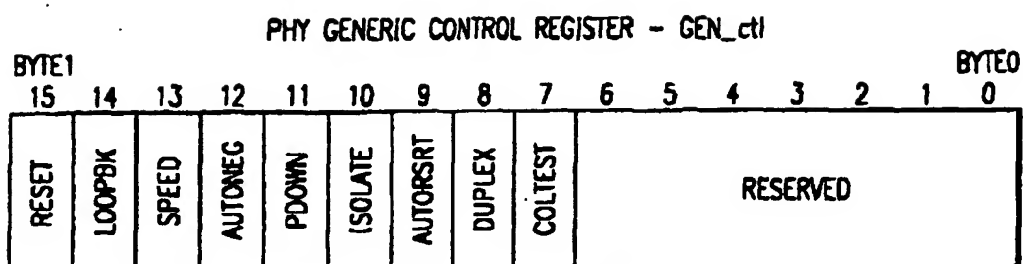 PHY GENERIC CONTROL REGISTER - GEN_ctl
BYTE1 BYTE0
15 14 13 12 11 10 9 8 7 6 5 4 3 2 1 0
RESET LOOPBK SPEED AUTONEG PDOWN ISOLATE AUTORSRT DUPLEX COLTEST RESERVED